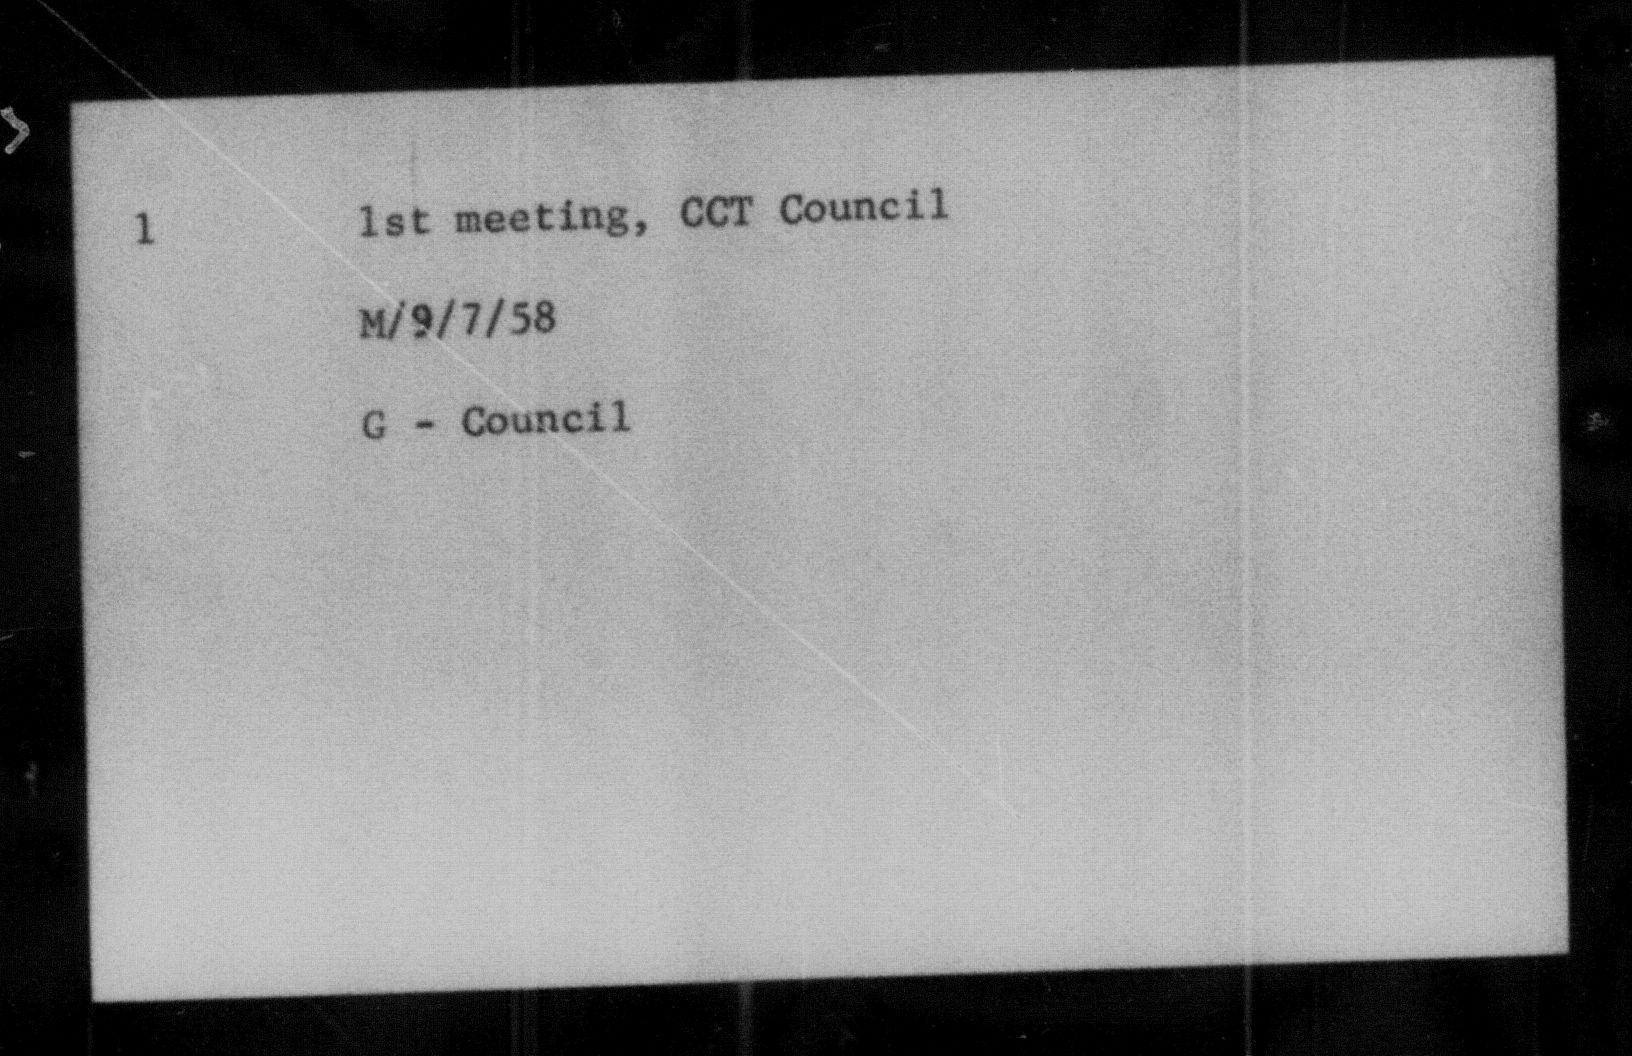 1 1st meeting, CCT Council
M/9/7/58
G - Council